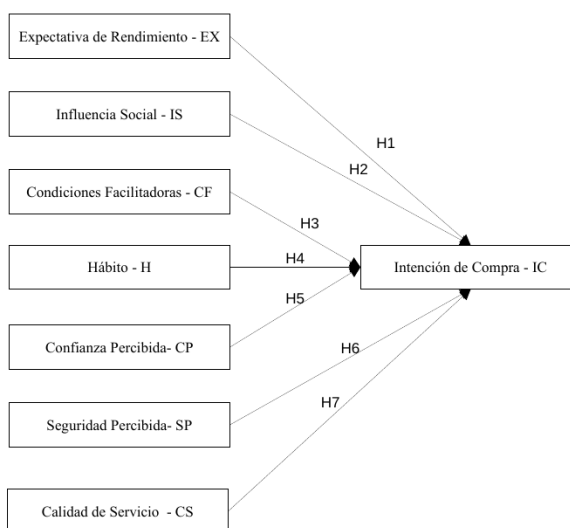 Expectativa de Rendimiento - EX
Influencia Social - IS
Condiciones Facilitadoras - CF
Hábito - H
Confianza Percibida- CP
Seguridad Percibida- SP
Calidad de Servicio - CS
H1
H2
H3
H4
H5
H6
H7
Intención de Compra - IC